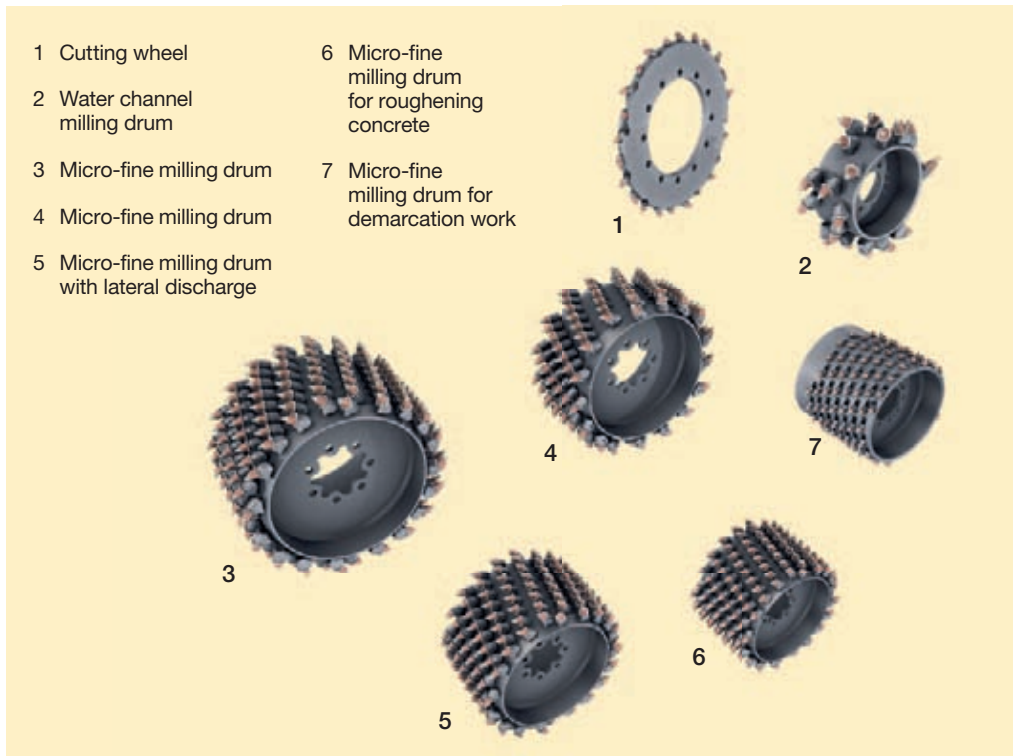 1 Cutting wheel
2 Water channel
milling drum
3 Micro-fine milling drum
4 Micro-fine milling drum
5 Micro-fine milling drum
with lateral discharge
6 Micro-fine
milling drum
for roughening
concrete
7 Micro-fine
milling drum for
demarcation work
1
2
4
7
3
6
5